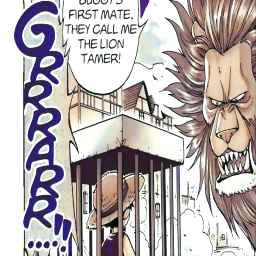 BUGGY'S
FIRST MATE.
THEY CALL ME
THE LION
TAMER!
GRRRARR!!
.....